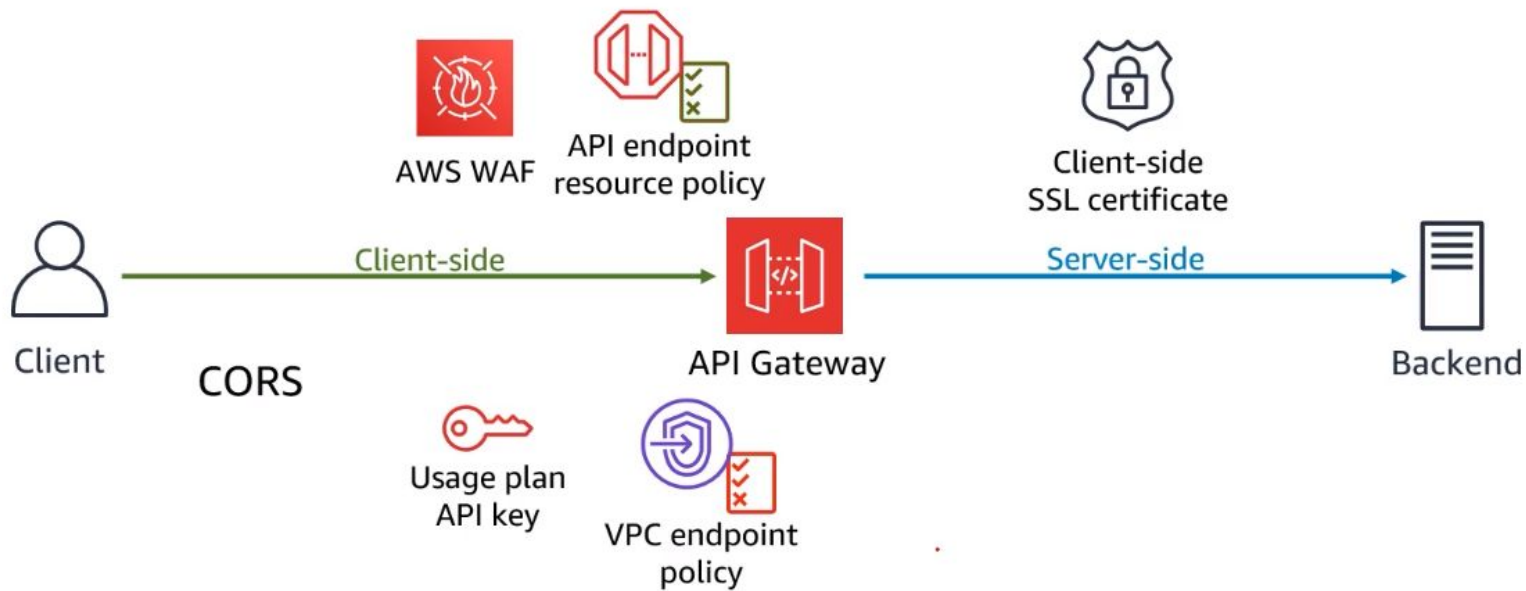 AWS WAF
API endpoint
resource policy
Client-side
SSL certificate
Client-side
</>
Server-side
Client
API Gateway
Backend
CORS
Usage plan
API key
VPC endpoint
policy